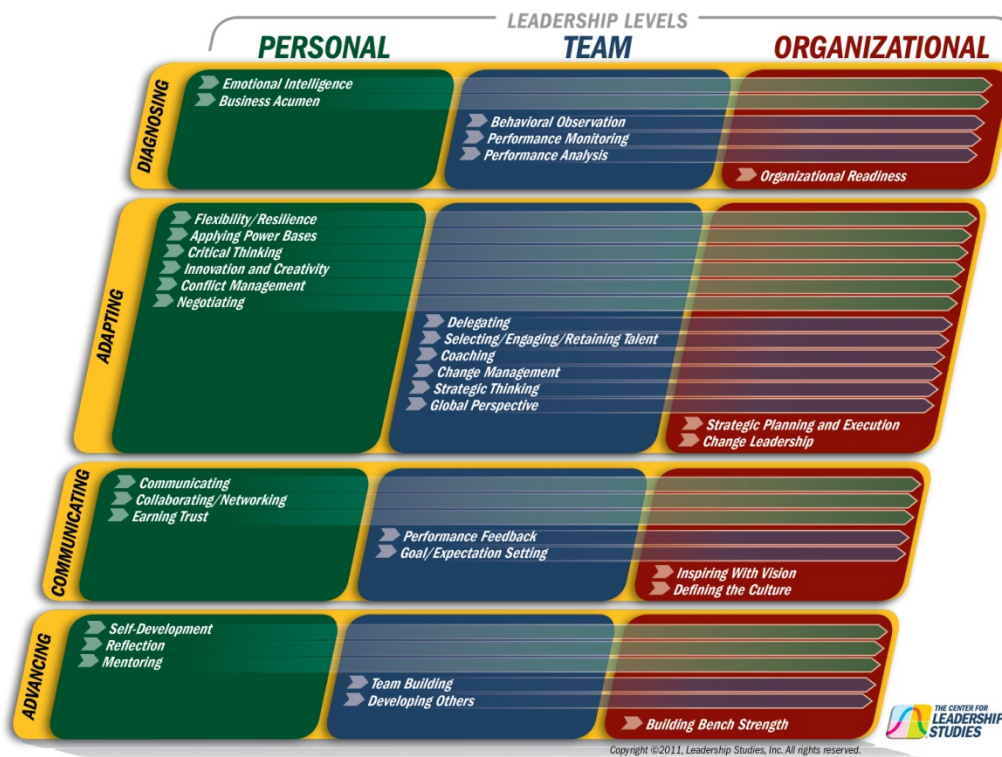 LEADERSHIP LEVELS
PERSONAL TEAM ORGANIZATIONAL
DIAGNOSING
Emotional Intelligence
Business Acumen
Behavioral Observation
Performance Monitoring
Performance Analysis
Organizational Readiness
ADAPTING
Flexibility/Resilience
Applying Power Bases
Critical Thinking
Innovation and Creativity
Conflict Management
Negotiating
Delegating
Selecting/Engaging/Retaining Talent
Coaching
Change Management
Strategic Thinking
Global Perspective
Strategic Planning and Execution
Change Leadership
COMMUNICATING
Communicating
Collaborating/Networking
Earning Trust
Performance Feedback
Goal/Expectation Setting
Inspiring With Vision
Defining the Culture
ADVANCING
Self-Development
Reflection
Mentoring
Team Building
Developing Others
Building Bench Strength
THE CENTER FOR
LEADERSHIP
STUDIES
Copyright ©2011, Leadership Studies, Inc. All rights reserved.